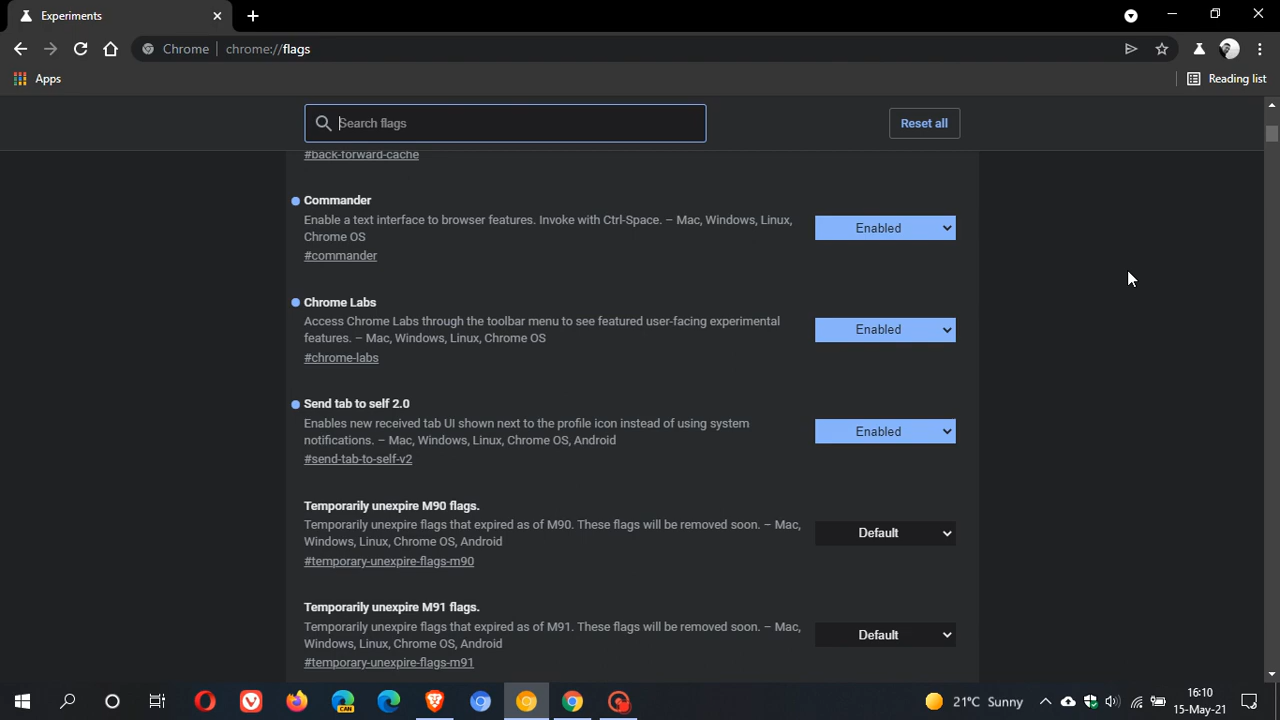 Experiments
Chrome
chrome://flags
Apps
Reading list
Search flags
Reset all
#back-forward-cache
Commander
Enable a text interface to browser features. Invoke with Ctrl-Space. – Mac, Windows, Linux,
Chrome OS
#commander
Enabled
Chrome Labs
Access Chrome Labs through the toolbar menu to see featured user-facing experimental
features. – Mac, Windows, Linux, Chrome OS
#chrome-labs
Enabled
Send tab to self 2.0
Enables new received tab UI shown next to the profile icon instead of using system
notifications. – Mac, Windows, Linux, Chrome OS, Android
#send-tab-to-self-v2
Enabled
Temporarily unexpire M90 flags.
Temporarily unexpire flags that expired as of M90. These flags will be removed soon. – Mac,
Windows, Linux, Chrome OS, Android
#temporary-unexpire-flags-m90
Default
Temporarily unexpire M91 flags.
Temporarily unexpire flags that expired as of M91. These flags will be removed soon. – Mac,
Windows, Linux, Chrome OS, Android
#temporary-unexpire-flags-m91
Default
CAN
21°C Sunny
16:10
15-May-21